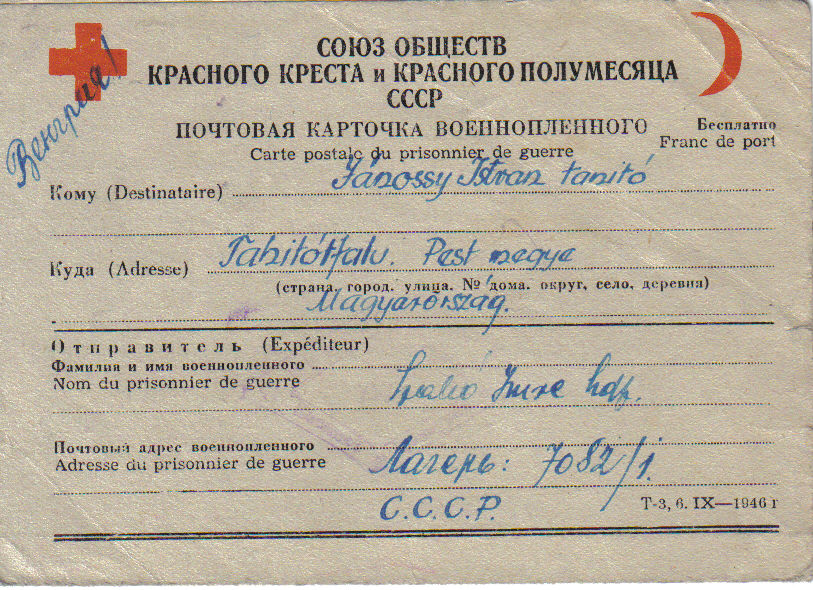 СОЮЗ ОБЩЕСТВ
КРАСНОГО КРЕСТА и КРАСНОГО ПОЛУМЕСЯЦА
СССР
Венгрия!
ПОЧТОВАЯ КАРТОЧКА ВОЕННОПЛЕННОГО
Бесплатно
Carte postale du prisonnier de guerre
Franc de port
Кому (Destinataire) Jánossy István tanító
Куда (Adresse) Tahitótfalu. Pest megye
(страна, город, улица, № дома, округ, село, деревня)
Magyarország.
Отправитель (Expéditeur)
Фамилия и имя военнопленного
Nom du prisonnier de guerre Imre
Почтовый адрес военнопленного
Adresse du prisonnier de guerre Лагерь: 7082/1.
С.С.С.Р.
Т-3, 6. IX—1946 г